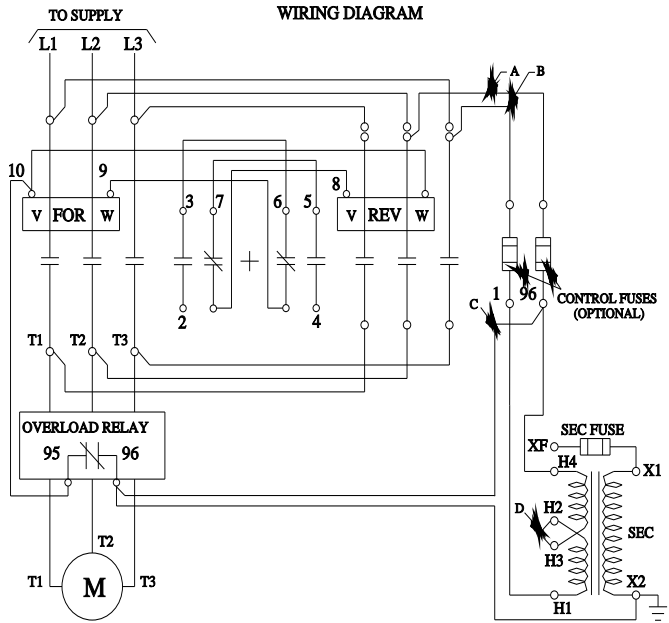 WIRING DIAGRAM
TO SUPPLY
L1 L2 L3
A B
10 9 3 7 8 6 5
V FOR W
V REV W
2 4
1 96
CONTROL FUSES
(OPTIONAL)
C
T1 T2 T3
OVERLOAD RELAY
95 96
SEC FUSE
XF
H4 X1
D H2
SEC
H3
T2
T1 M T3
X2
H1